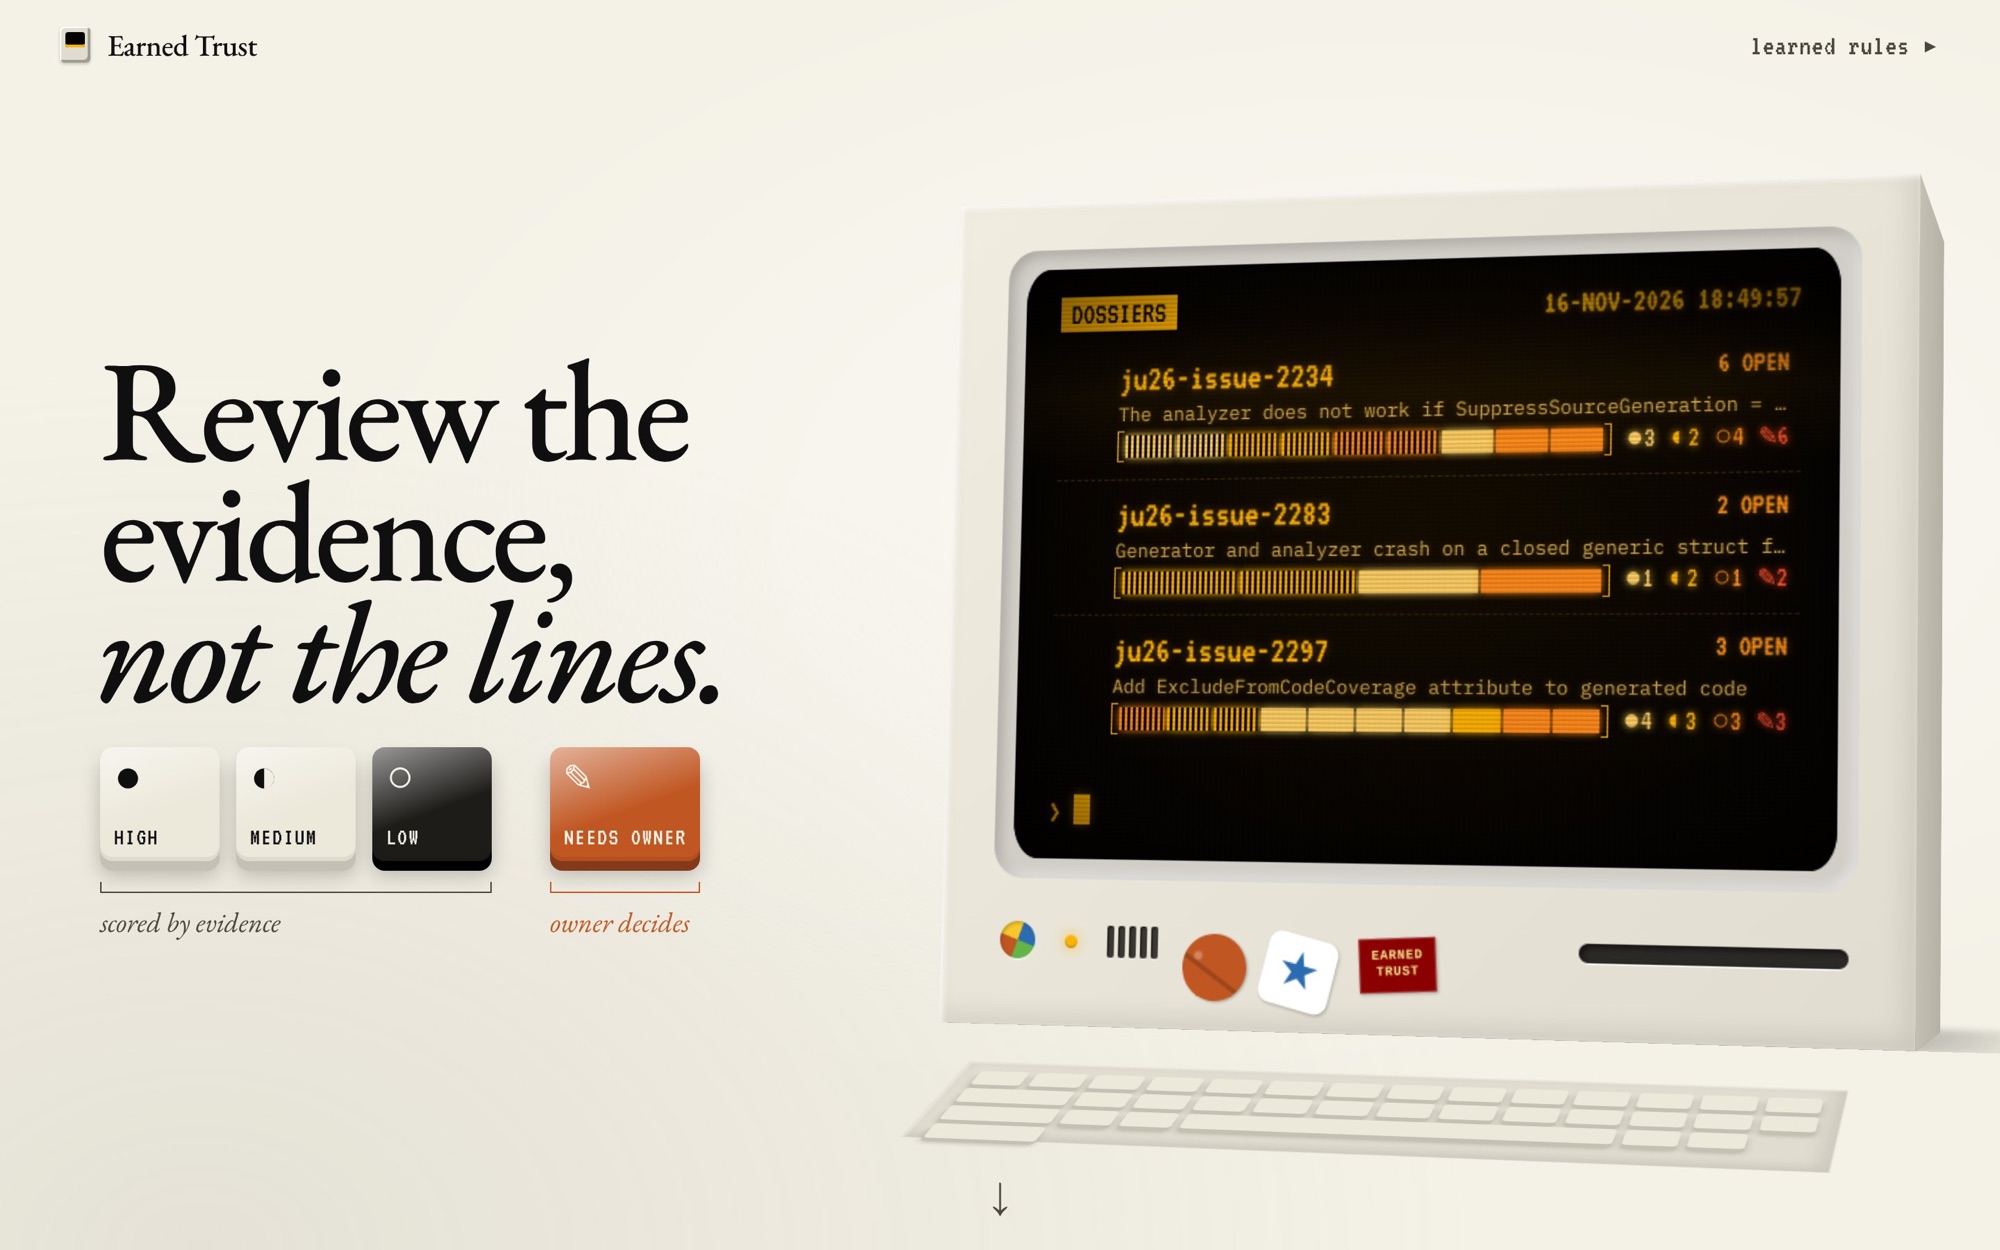 Earned Trust
learned rules ▶
Review the
evidence,
not the lines.
HIGH
MEDIUM
LOW
NEEDS OWNER
scored by evidence
owner decides
DOSSIERS
16-NOV-2026 18:49:57
ju26-issue-2234
6 OPEN
The analyzer does not work if SuppressSourceGeneration = …
●3 ◖2 ○4 ✎6
ju26-issue-2283
2 OPEN
Generator and analyzer crash on a closed generic struct f…
●1 ◖2 ○1 ✎2
ju26-issue-2297
3 OPEN
Add ExcludeFromCodeCoverage attribute to generated code
●4 ◖3 ○3 ✎3
❯
EARNED
TRUST
↓